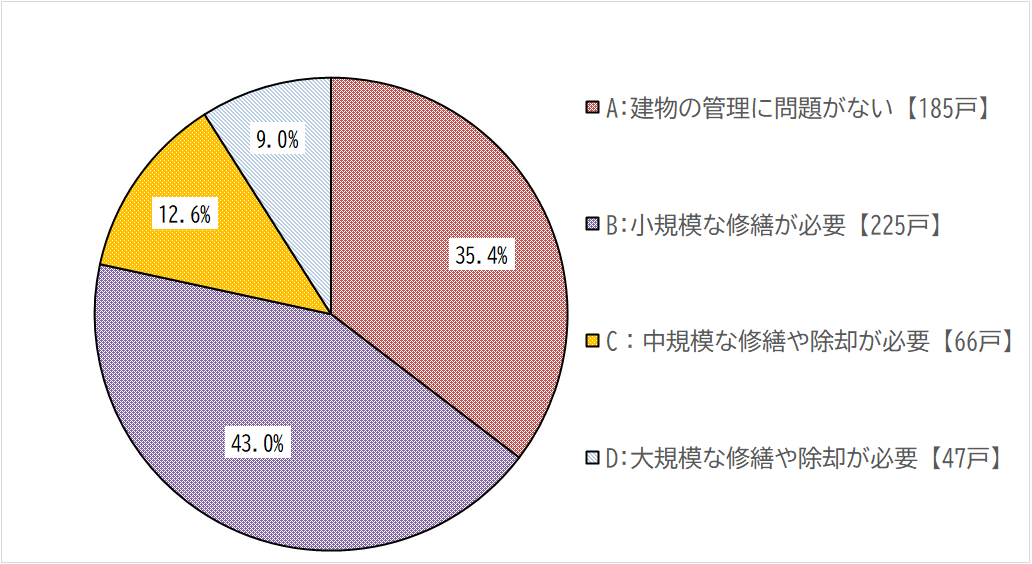 A:建物の管理に問題がない【185戸】
9.0%
12.6%
B:小規模な修繕が必要【225戸】
35.4%
C：中規模な修繕や除却が必要【66戸】
43.0%
D:大規模な修繕や除却が必要【47戸】